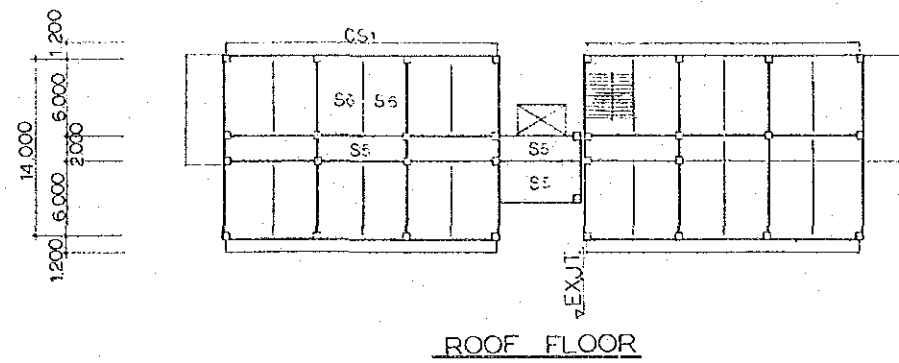 1.200
CS1
6.000
S6 S6
14.000
2.000
S5 S5
6.000
S5
1.200
EXJT
ROOF FLOOR